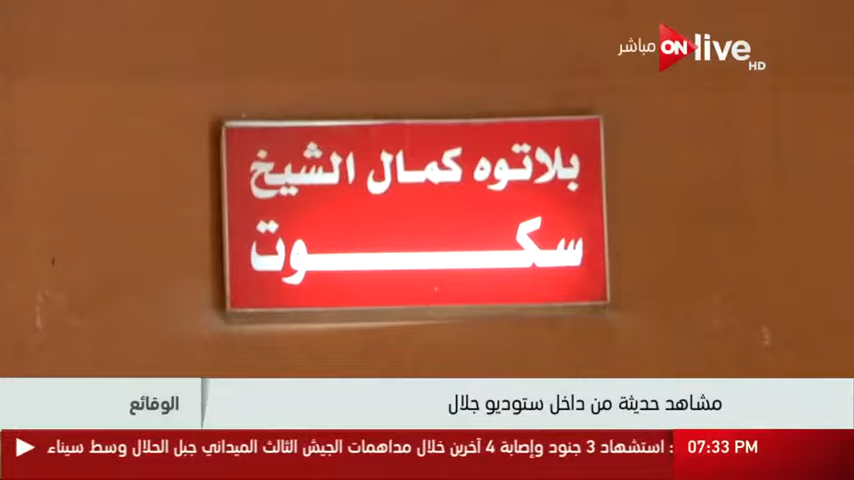 مباشر ON live HD
بلاتوه كمال الشيخ
سكـــــــــــوت
مشاهد حديثة من داخل ستوديو جلال
الوقائع
07:33 PM
: استشهاد 3 جنود وإصابة 4 آخرين خلال مداهمات الجيش الثالث الميداني جبل الحلال وسط سيناء